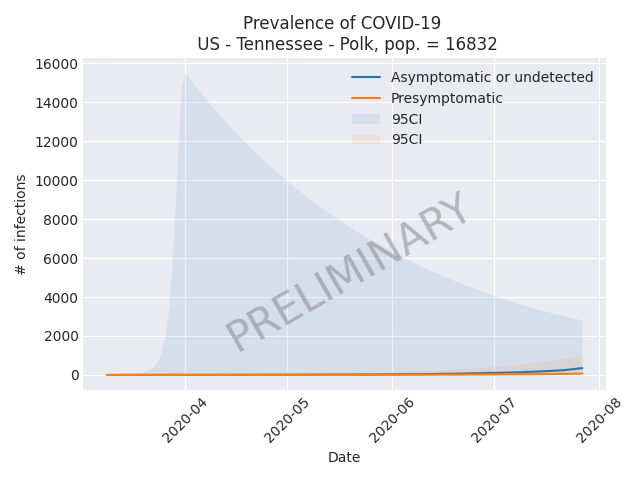 Prevalence of COVID-19
US - Tennessee - Polk, pop. = 16832
16000
14000
12000
10000
8000
6000
4000
2000
0
# of infections
Asymptomatic or undetected
Presymptomatic
95CI
95CI
PRELIMINARY
2020-04
2020-05
2020-06
2020-07
2020-08
Date